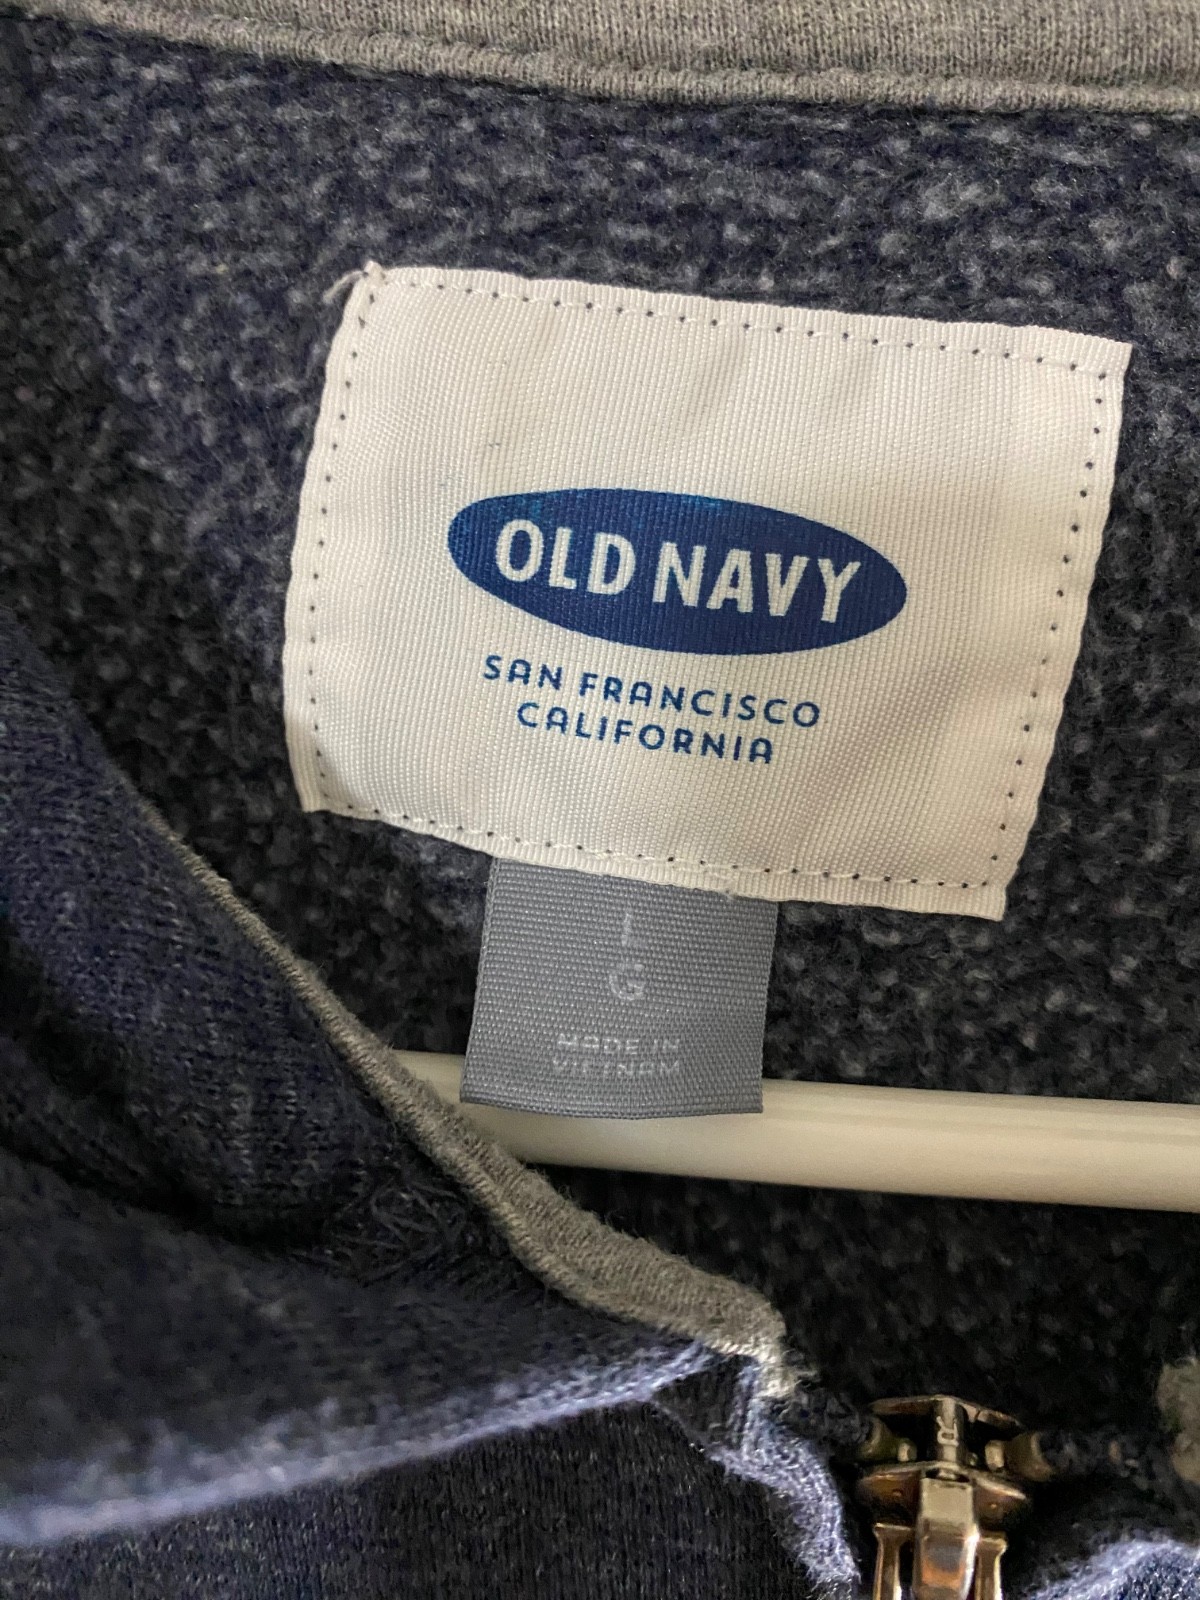 OLD NAVY
SAN FRANCISCO
CALIFORNIA
L
G
MADE IN
VIETNAM